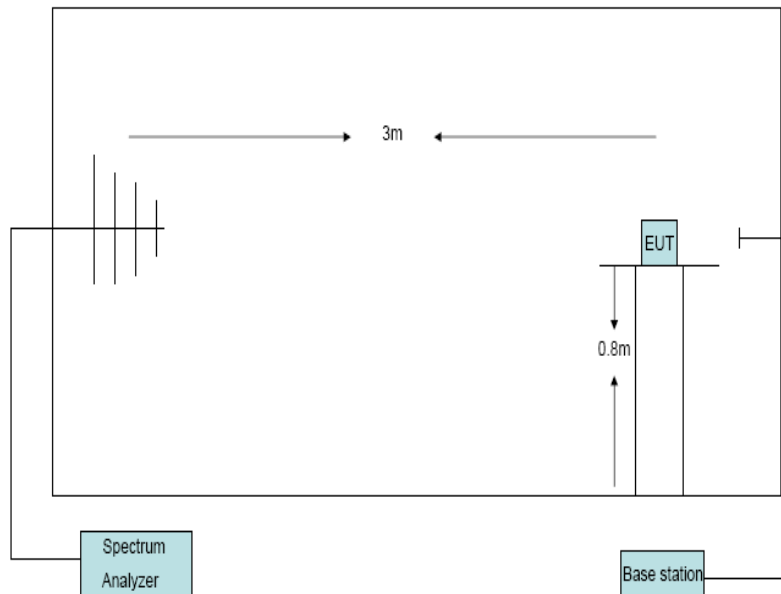 3m
EUT
0.8m
Spectrum
Analyzer
Base station